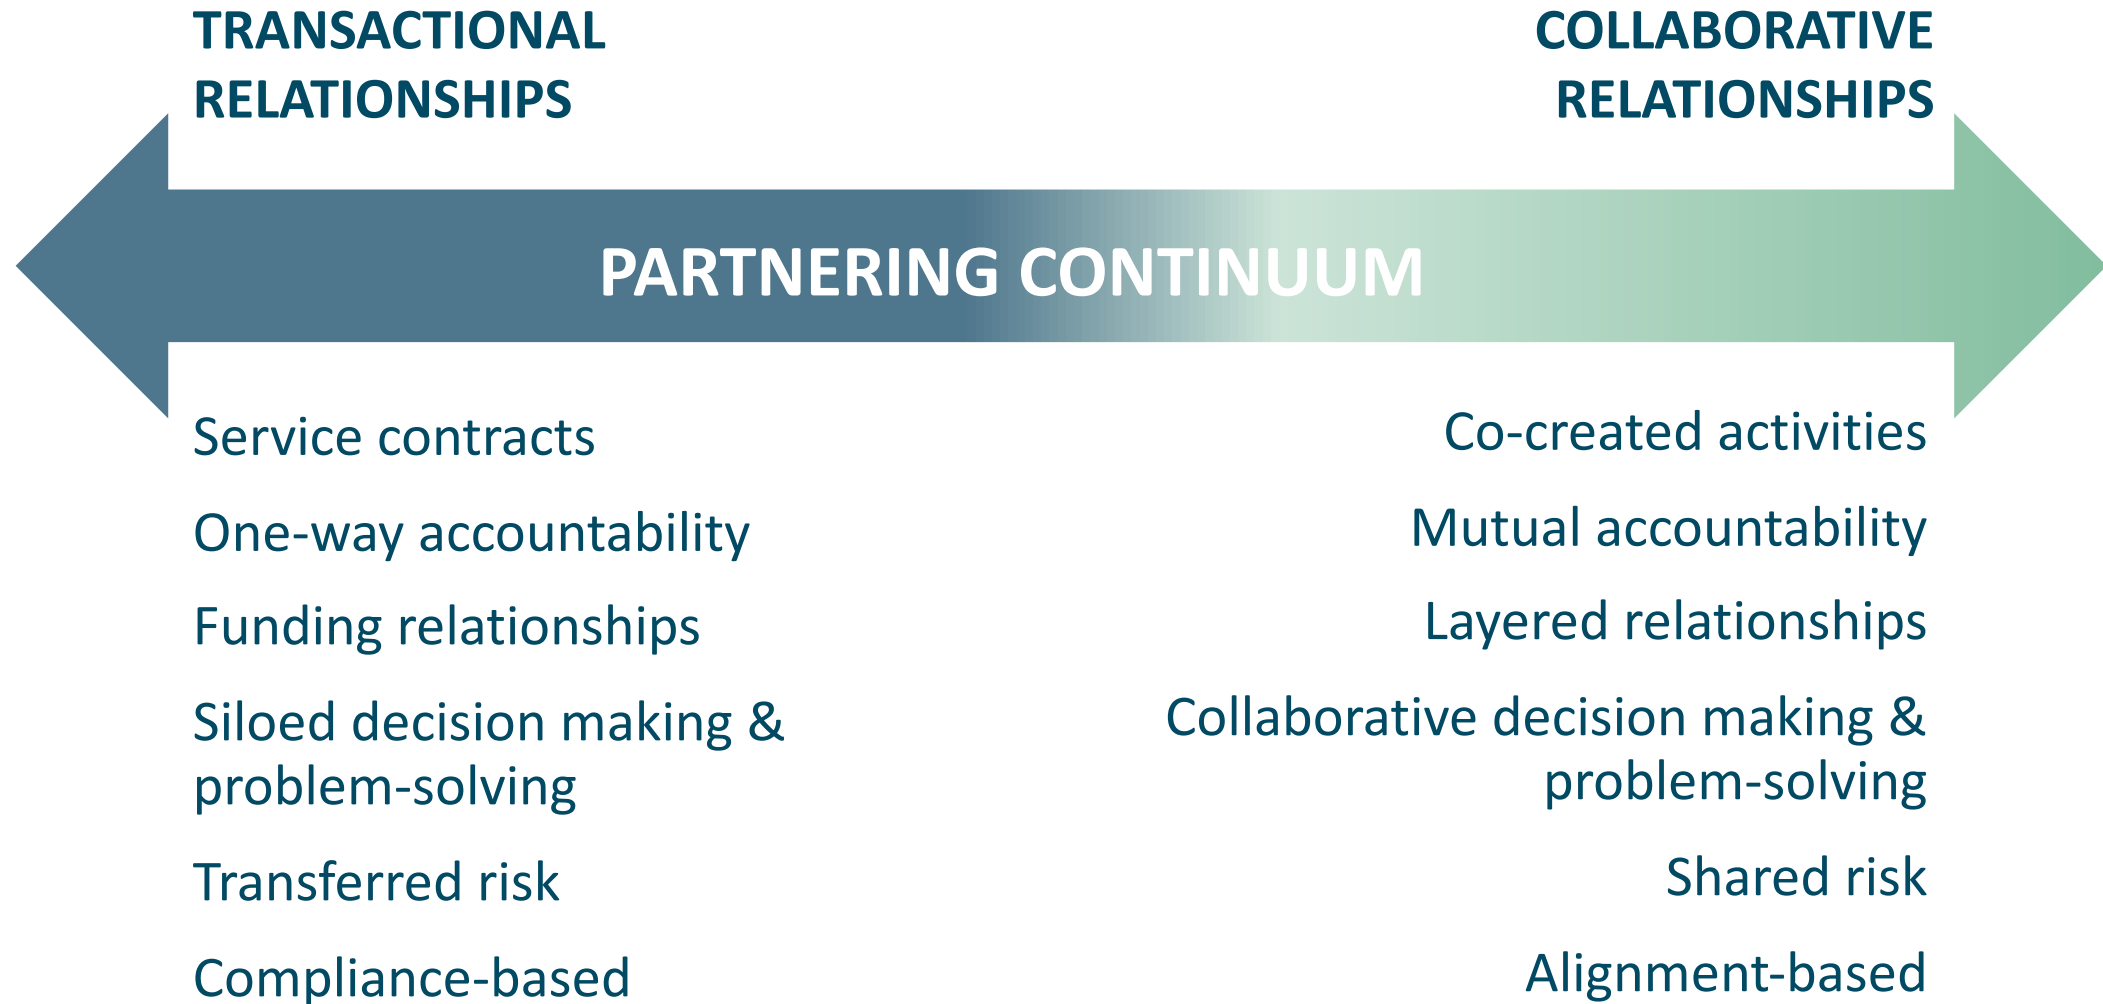 TRANSACTIONAL
RELATIONSHIPS
COLLABORATIVE
RELATIONSHIPS
PARTNERING CONTINUUM
Service contracts
One-way accountability
Funding relationships
Siloed decision making &
problem-solving
Transferred risk
Compliance-based
Co-created activities
Mutual accountability
Layered relationships
Collaborative decision making &
problem-solving
Shared risk
Alignment-based